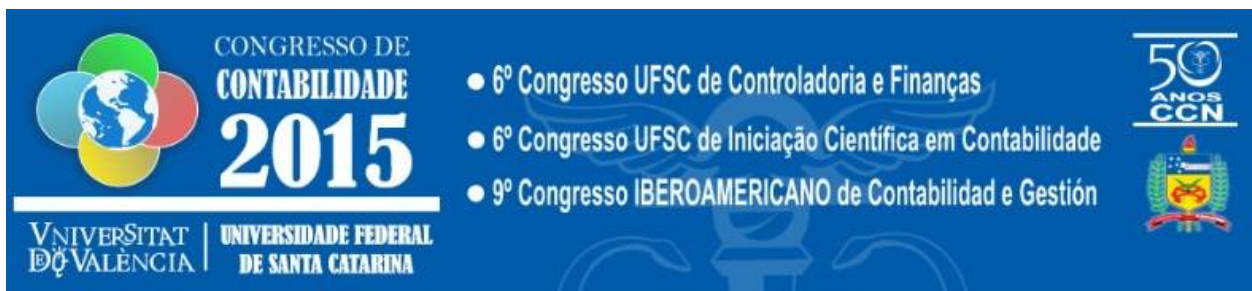 CONGRESSO DE
CONTABILIDADE
2015
VNIVERSITAT
D VALÈNCIA
UNIVERSIDADE FEDERAL
DE SANTA CATARINA
● 6º Congresso UFSC de Controladoria e Finanças
● 6º Congresso UFSC de Iniciação Científica em Contabilidade
● 9º Congresso IBEROAMERICANO de Contabilidad e Gestión
50
ANOS
CCN